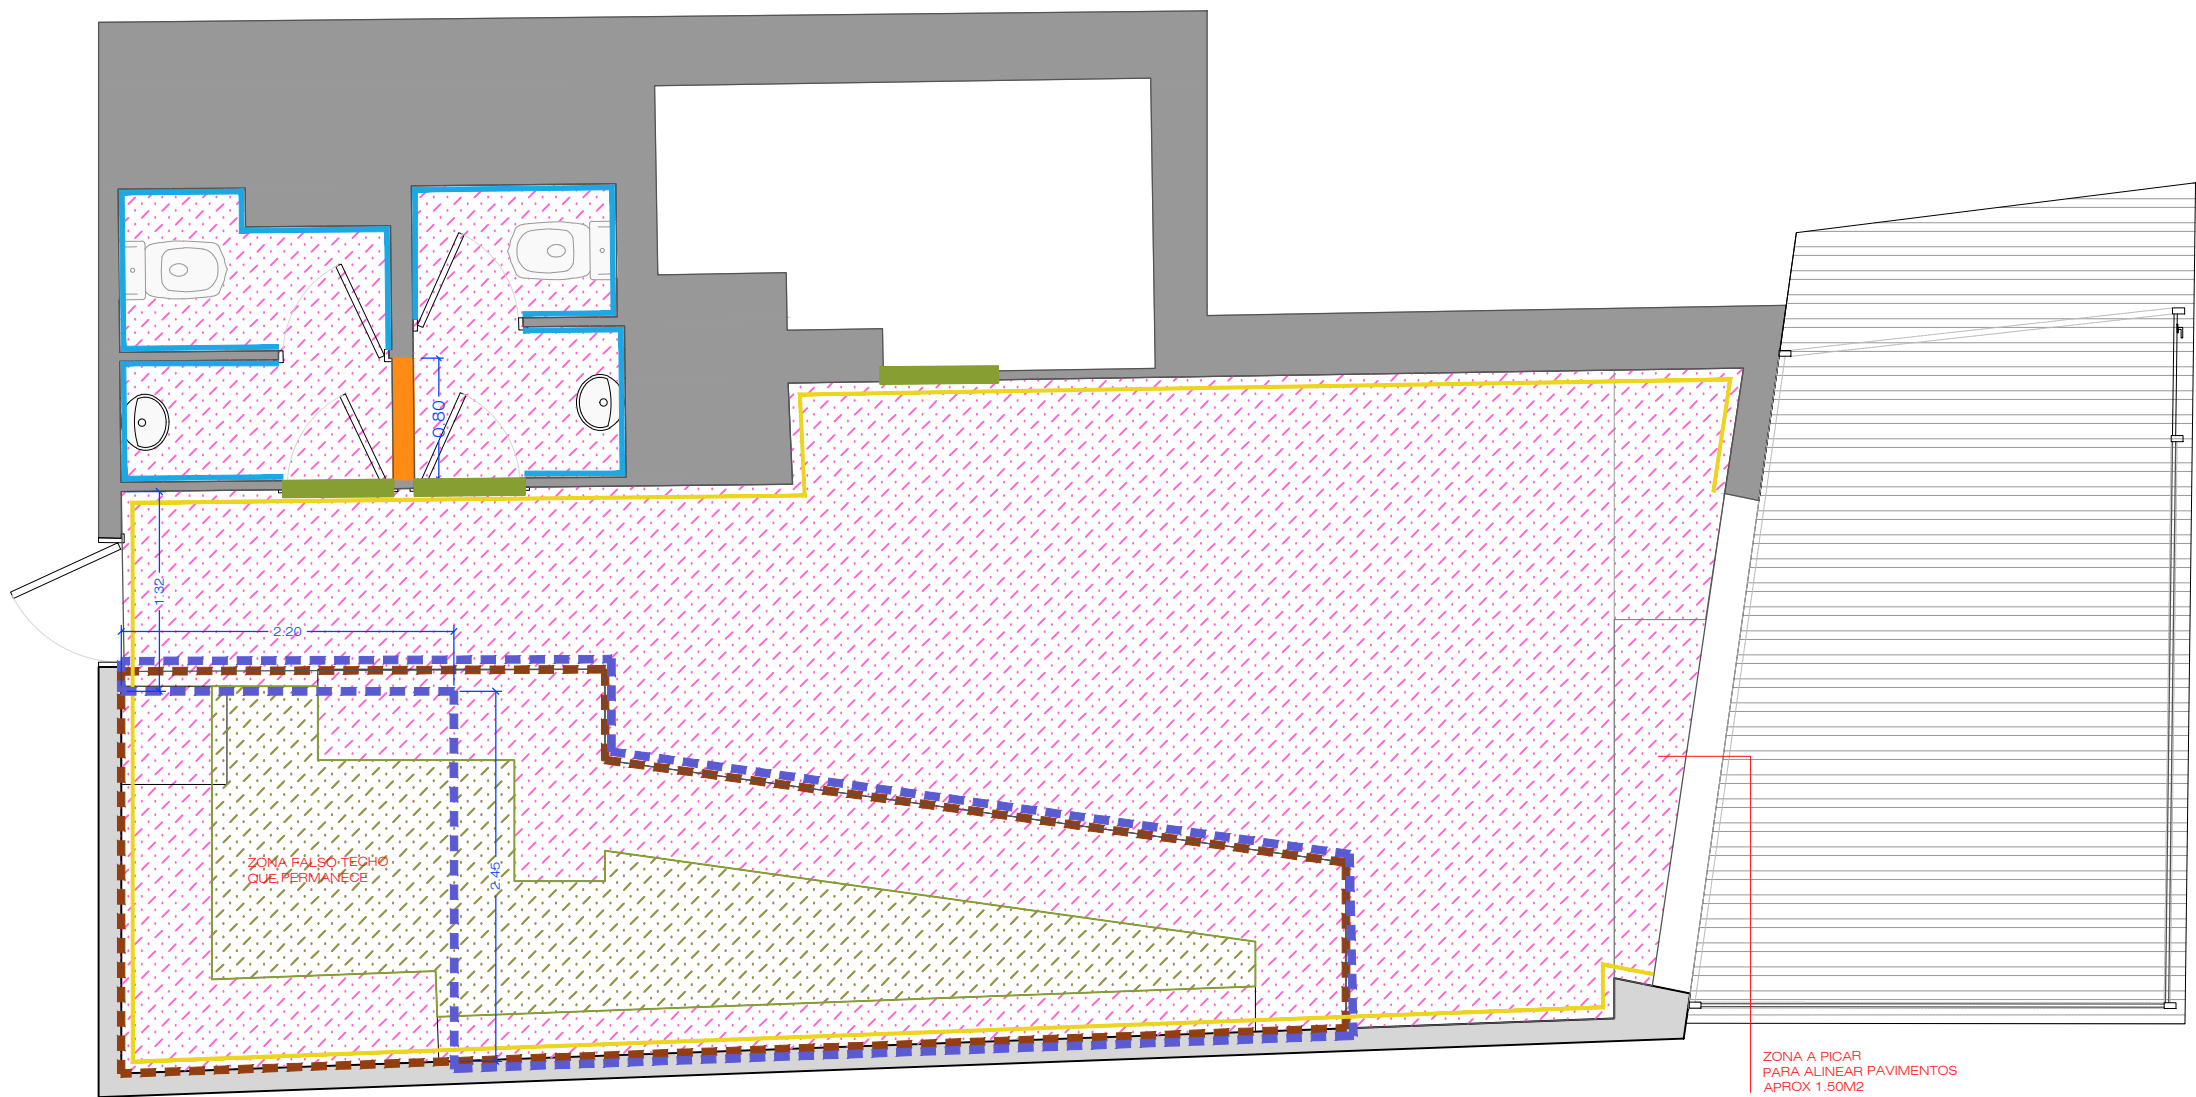 0.80
1.32
2.20
ZONA FALSO TECHO
QUE PERMANECE
2.45
ZONA A PICAR
PARA ALINEAR PAVIMENTOS
APROX 1.50M2